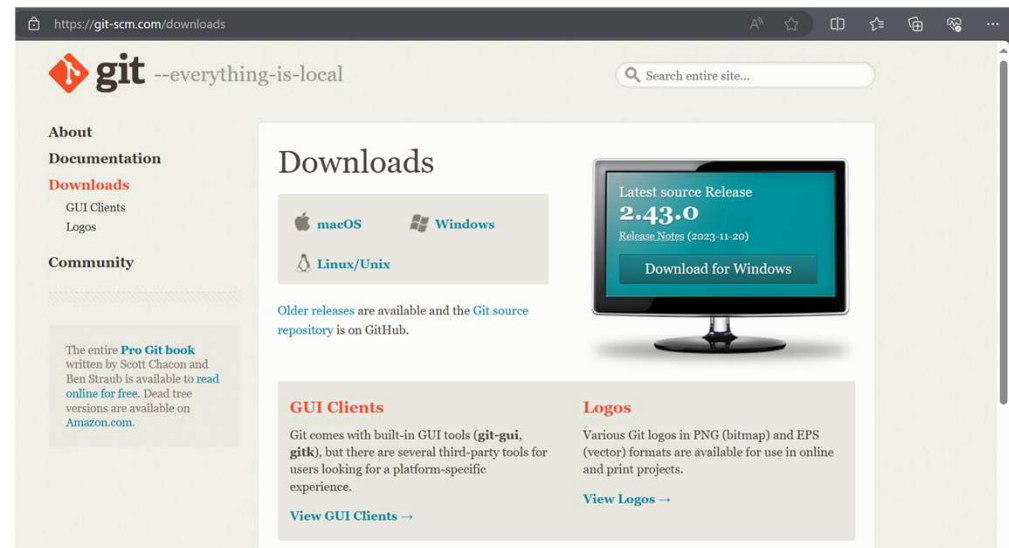 https://git-scm.com/downloads
git --everything-is-local
Search entire site...
About
Documentation
Downloads
GUI Clients
Logos
Community
The entire Pro Git book
written by Scott Chacon and
Ben Straub is available to read
online for free. Dead tree
versions are available on
Amazon.com.
Downloads
macOS
Windows
Linux/Unix
Older releases are available and the Git source
repository is on GitHub.
Latest source Release
2.43.0
Release Notes (2023-11-20)
Download for Windows
GUI Clients
Git comes with built-in GUI tools (git-gui,
gitk), but there are several third-party tools for
users looking for a platform-specific
experience.
View GUI Clients →
Logos
Various Git logos in PNG (bitmap) and EPS
(vector) formats are available for use in online
and print projects.
View Logos →